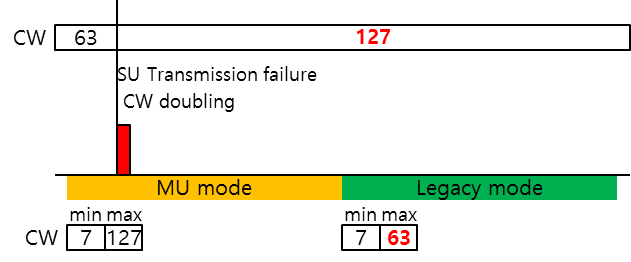 CW 63 127
SU Transmission failure
CW doubling
MU mode Legacy mode
min max min max
CW 7 127 7 63